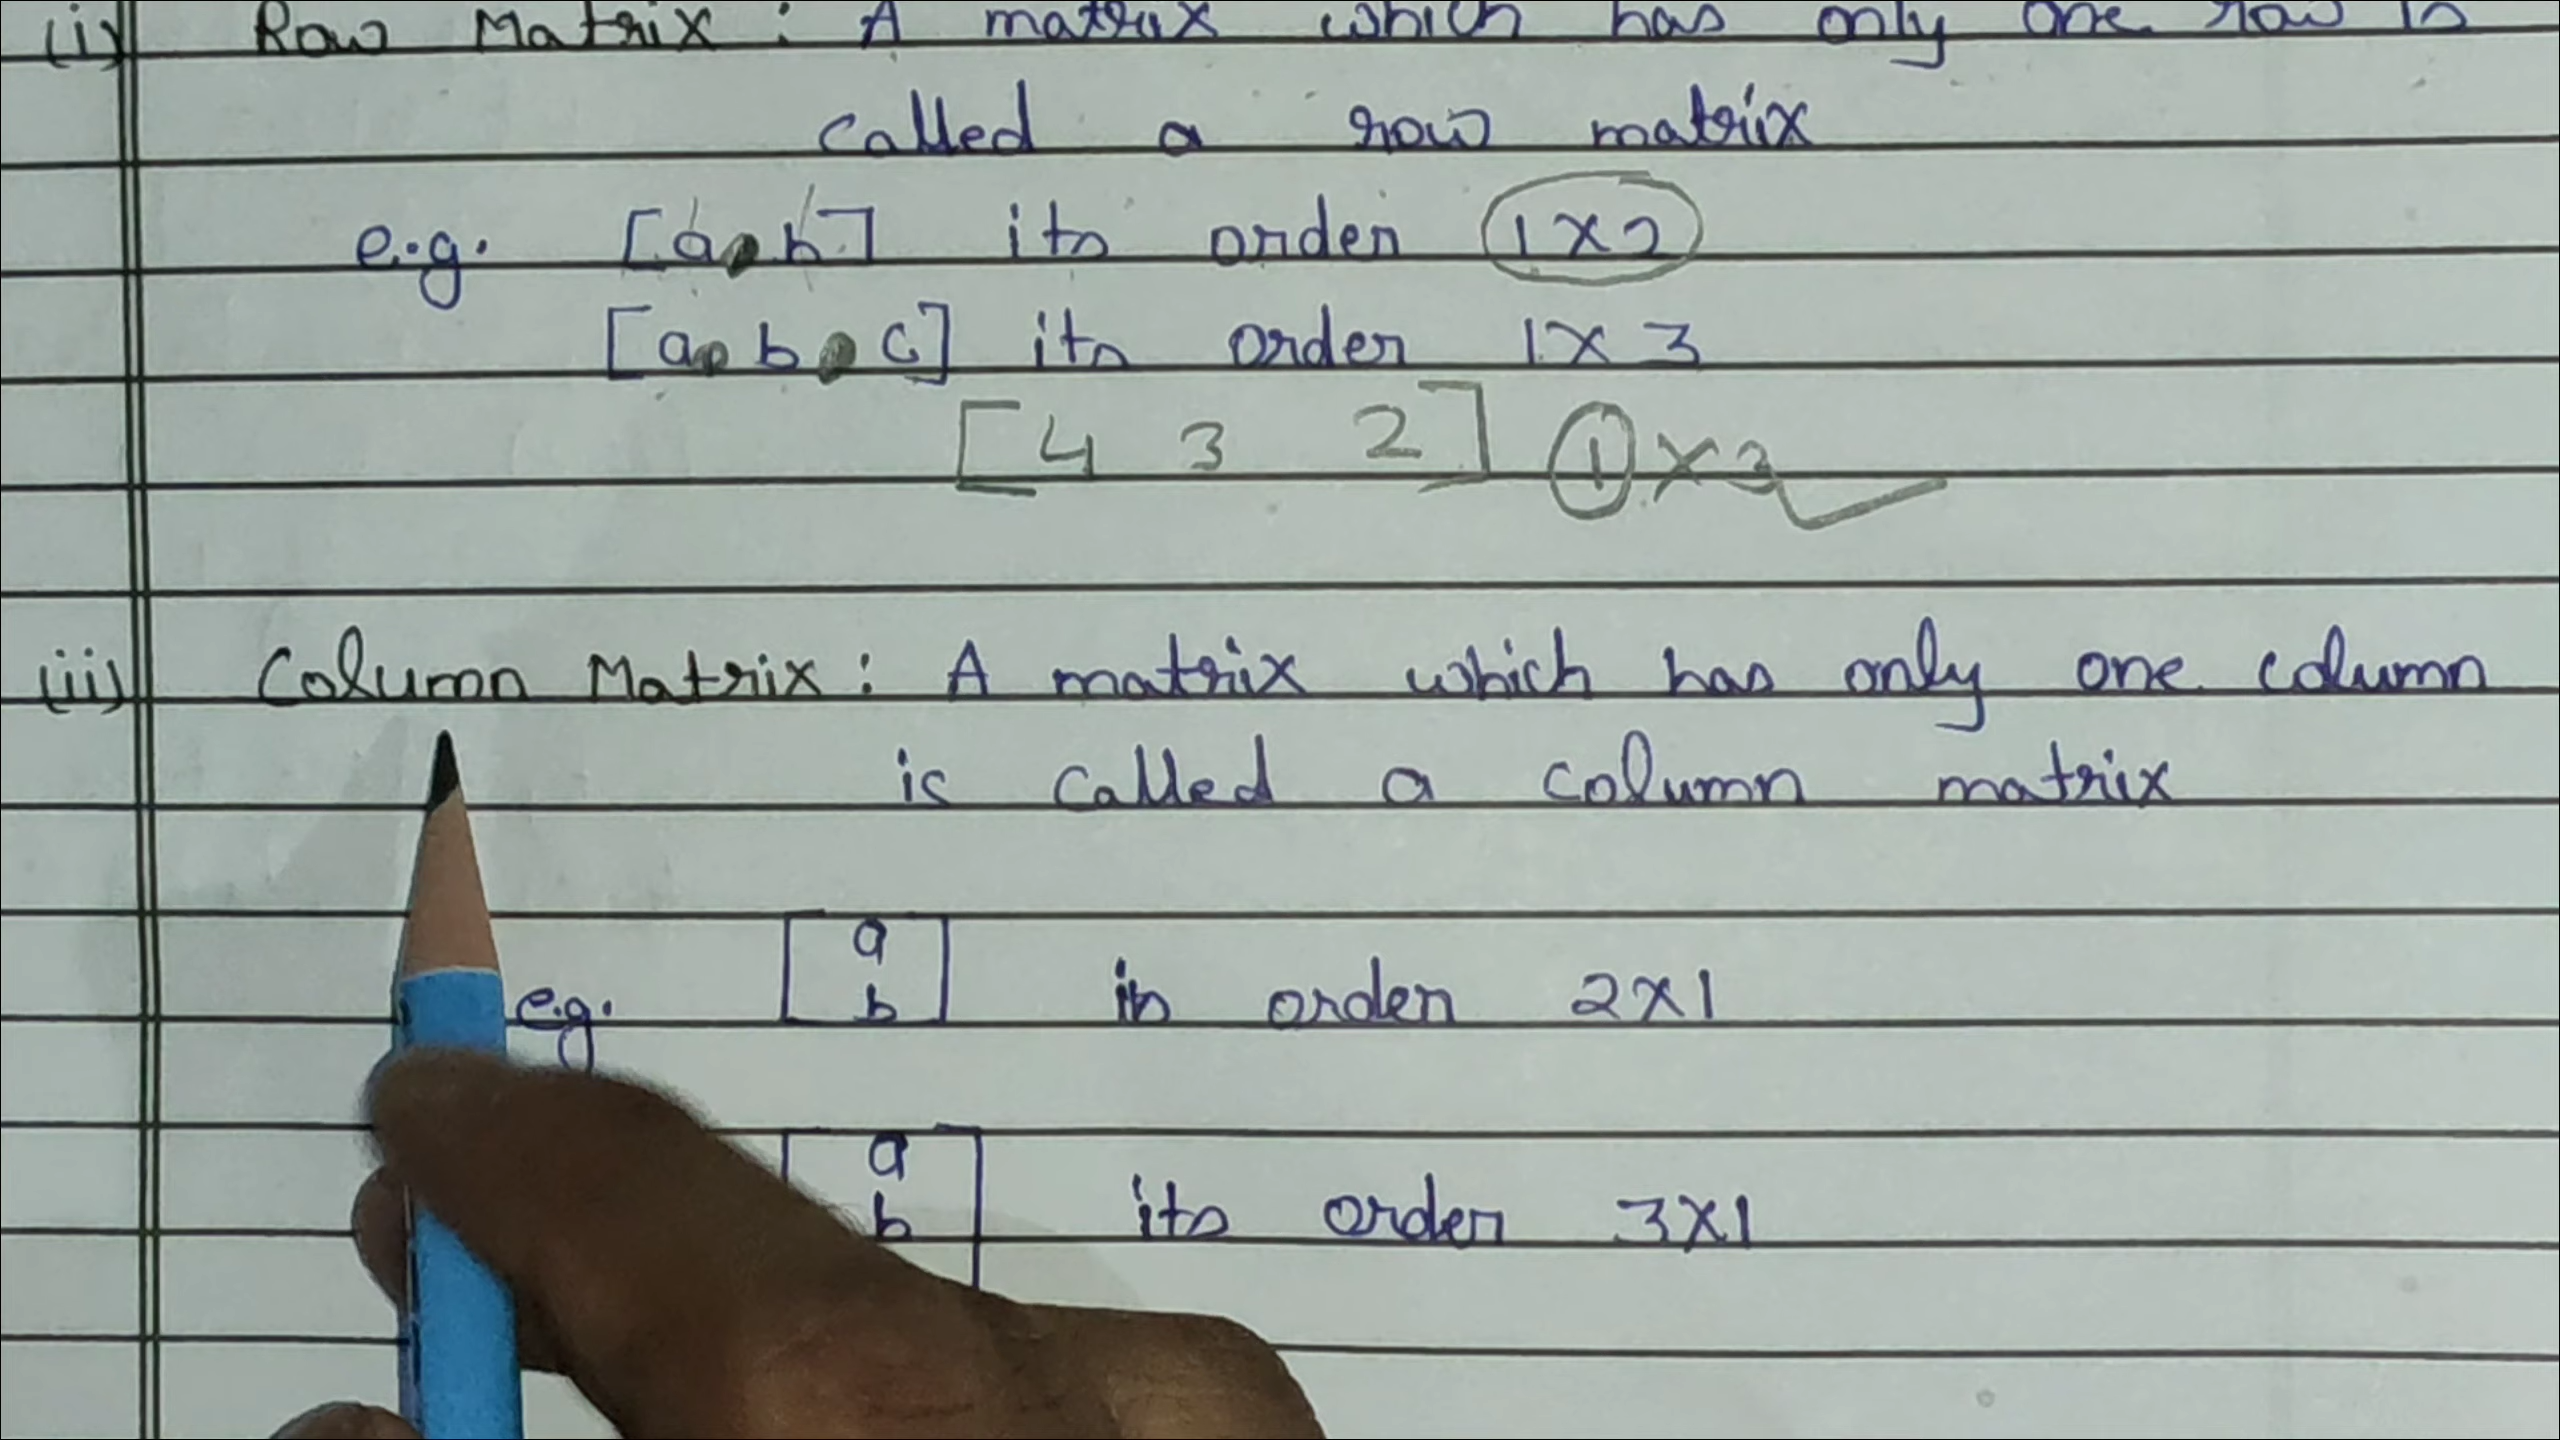 (ii) Row Matrix : A matrix which has only one row is
called a row matrix
e.g. [a b] its order 1×2
[a b c] its order 1×3
[4 3 2] 1×3
(iii) Column Matrix : A matrix which has only one column
is called a column matrix
a
e.g. b is order 2×1
a
b its order 3×1